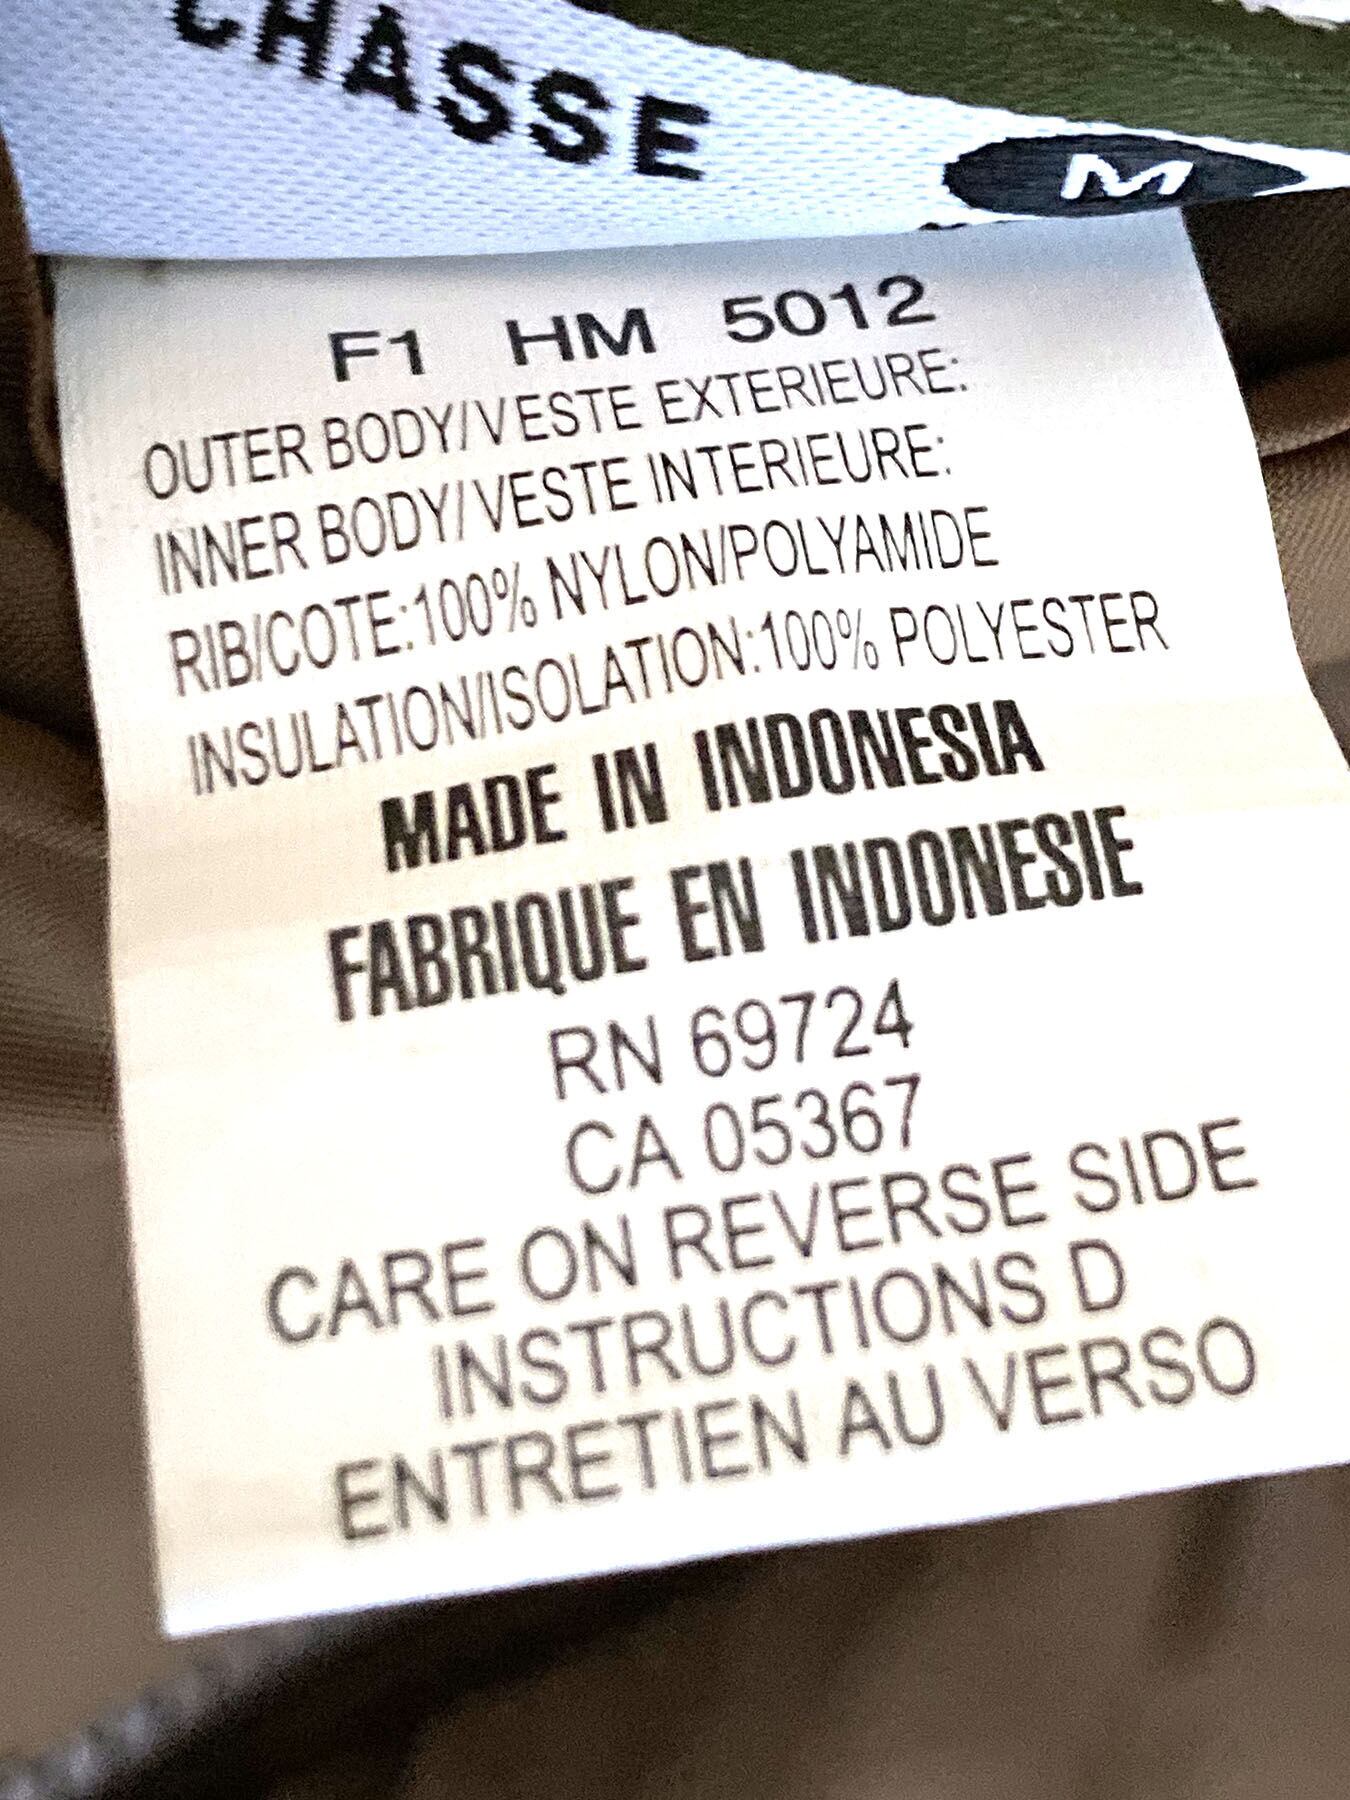 CHASSE
M
F1 HM 5012
OUTER BODY/VESTE EXTERIEURE:
INNER BODY/VESTE INTERIEURE:
RIB/COTE:100% NYLON/POLYAMIDE
INSULATION/ISOLATION:100% POLYESTER
MADE IN INDONESIA
FABRIQUE EN INDONESIE
RN 69724
CA 05367
CARE ON REVERSE SIDE
INSTRUCTIONS D
ENTRETIEN AU VERSO